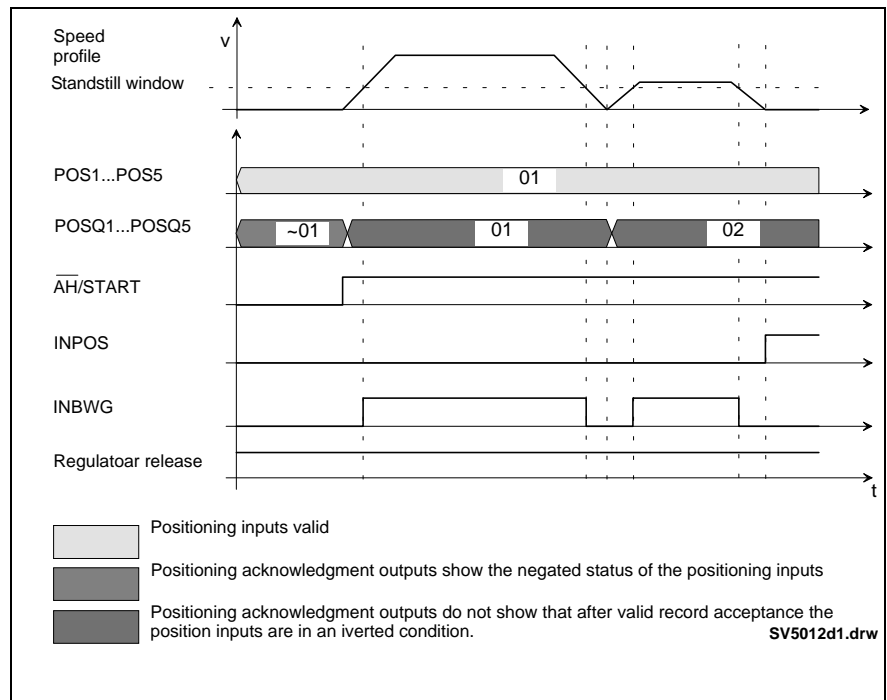 Speed
profile
v
Standstill window
POS1...POS5
01
POSQ1...POSQ5
~01
01
02
AH/START
INPOS
INBWG
Regulatoar release
t
Positioning inputs valid
Positioning acknowledgment outputs show the negated status of the positioning inputs
Positioning acknowledgment outputs do not show that after valid record acceptance the
position inputs are in an iverted condition.
SV5012d1.drw